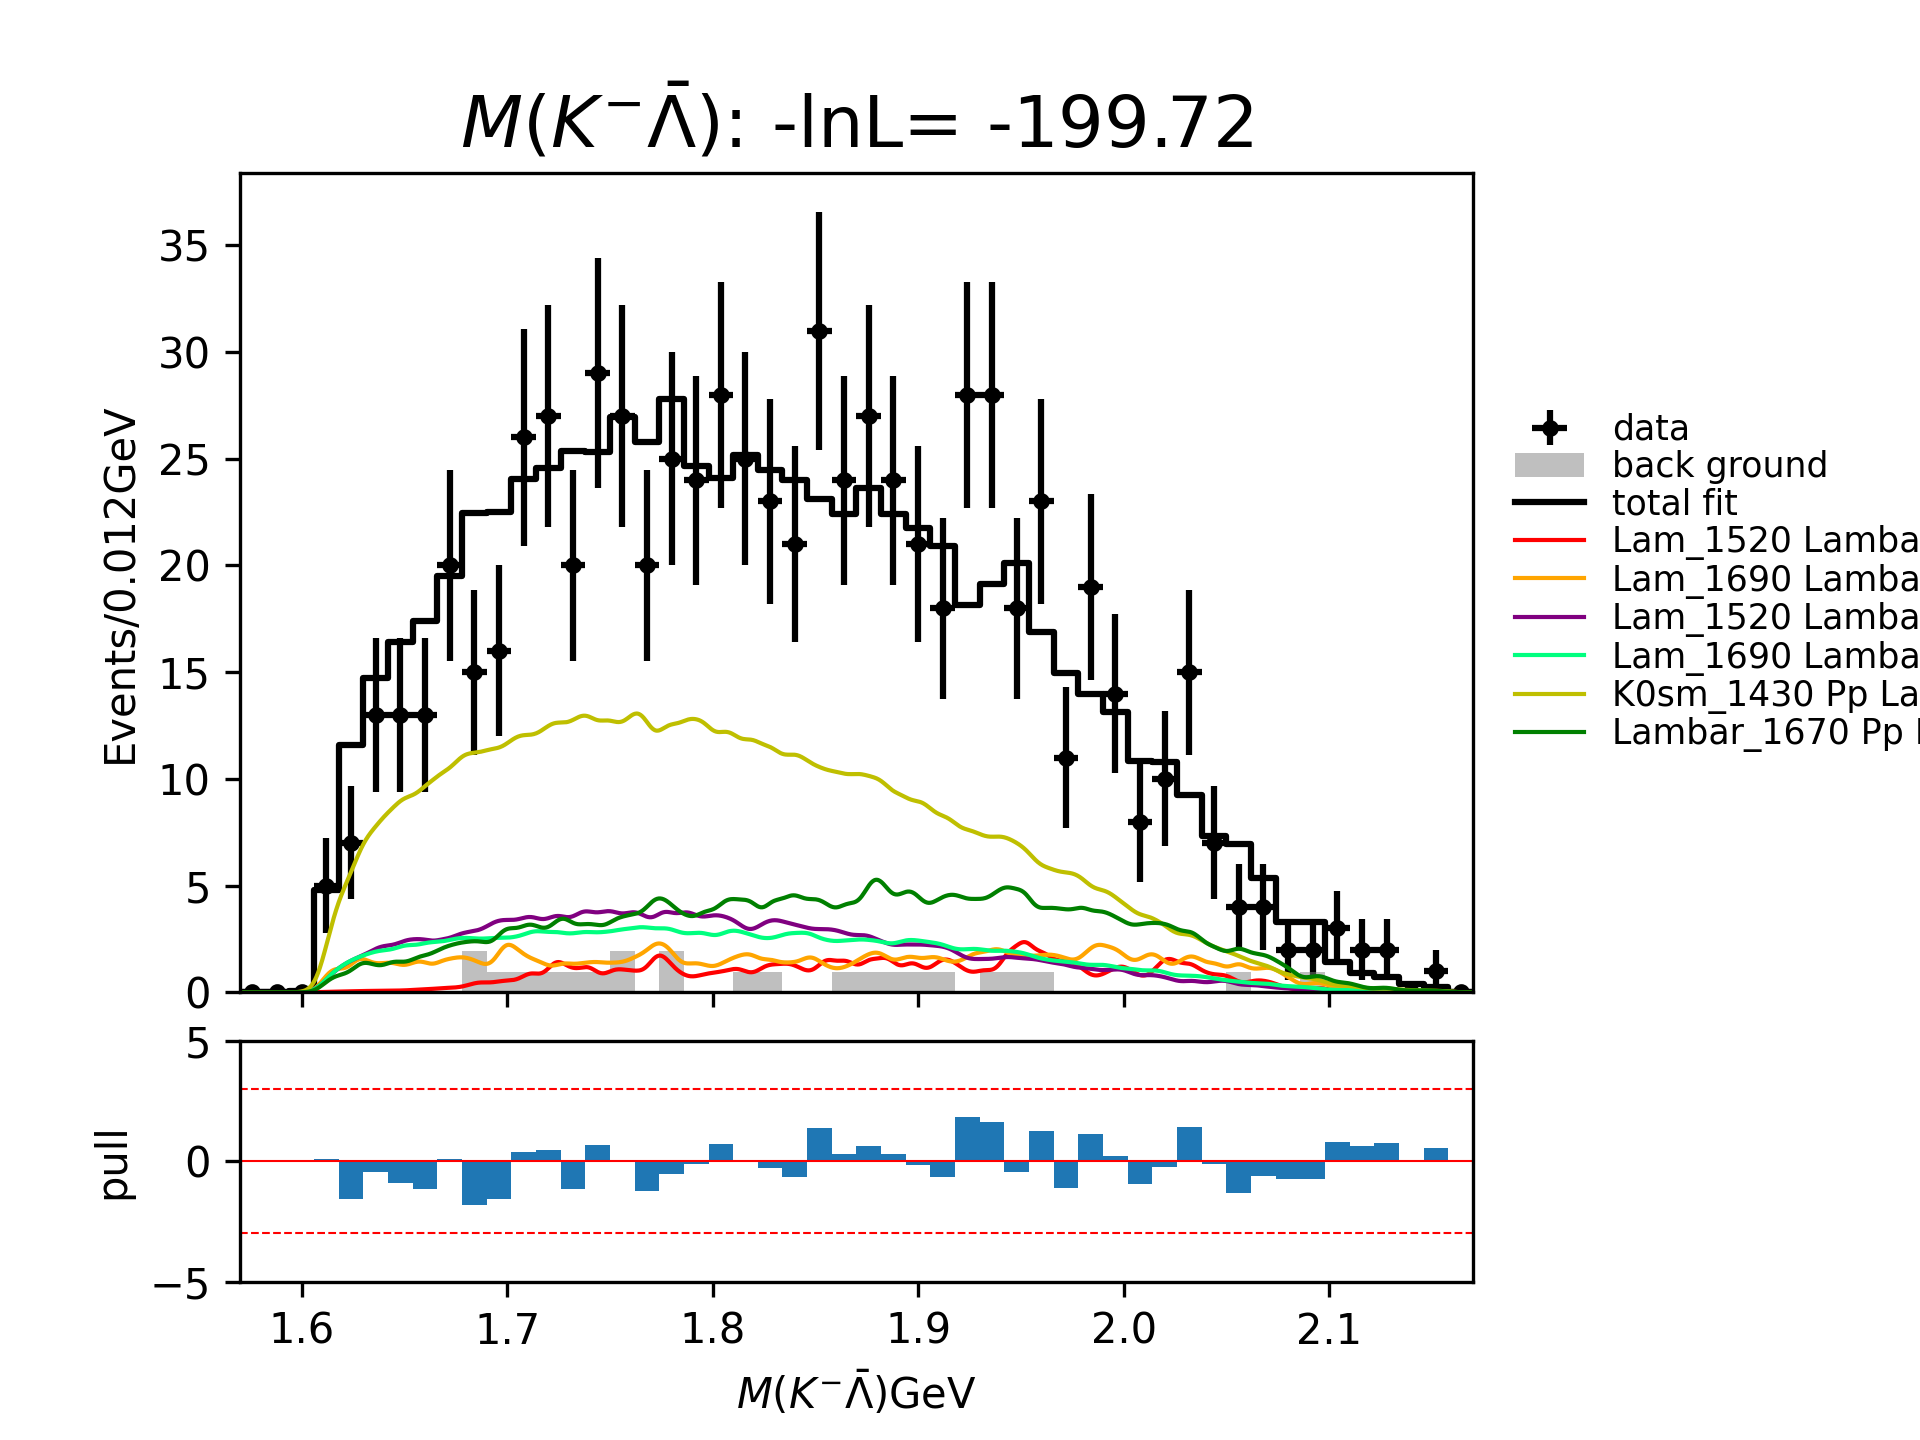 M(K⁻Λ̄): -lnL= -199.72
35
30
25
20
15
10
5
0
Events/0.012GeV
data
back ground
total fit
Lam_1520 Lamba
Lam_1690 Lamba
Lam_1520 Lamba
Lam_1690 Lamba
K0sm_1430 Pp La
Lambar_1670 Pp
5
0
−5
pull
1.6 1.7 1.8 1.9 2.0 2.1
M(K⁻Λ̄)GeV